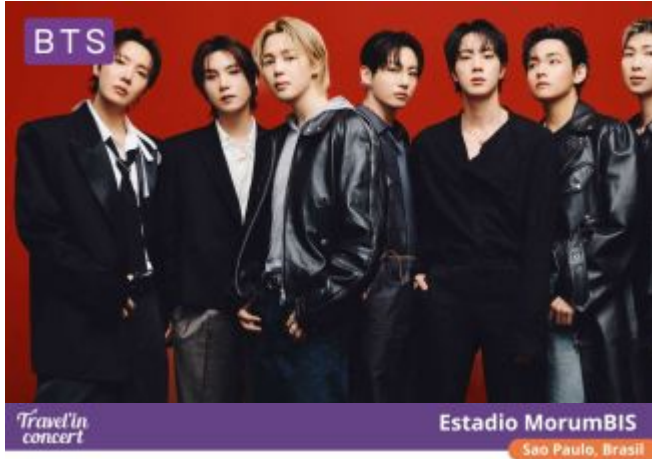 BTS
Travel'in
concert
Estadio MorumBIS
Sao Paulo, Brasil